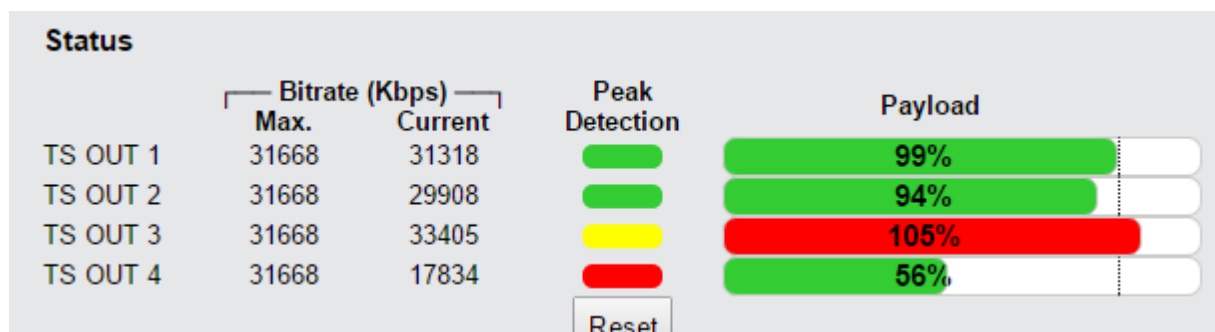 Status
Bitrate (Kbps) Peak Payload
Max. Current Detection
TS OUT 1 31668 31318 99%
TS OUT 2 31668 29908 94%
TS OUT 3 31668 33405 105%
TS OUT 4 31668 17834 56%
Reset